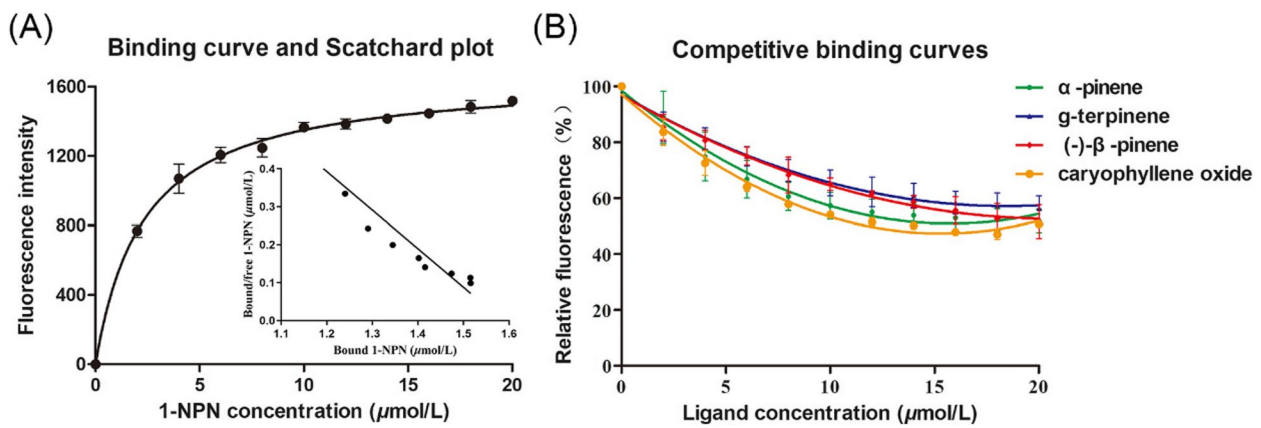 (A)
Binding curve and Scatchard plot
Fluorescence intensity
1600
1200
800
400
0
0 5 10 15 20
1-NPN concentration (μmol/L)
Bound/free 1-NPN (μmol/L)
0.4
0.3
0.2
0.1
0.0
1.1 1.2 1.3 1.4 1.5 1.6
Bound 1-NPN (μmol/L)
(B)
Competitive binding curves
Relative fluorescence (%)
100
80
60
40
20
0
0 5 10 15 20
Ligand concentration (μmol/L)
α -pinene
g-terpinene
(-)-β -pinene
caryophyllene oxide